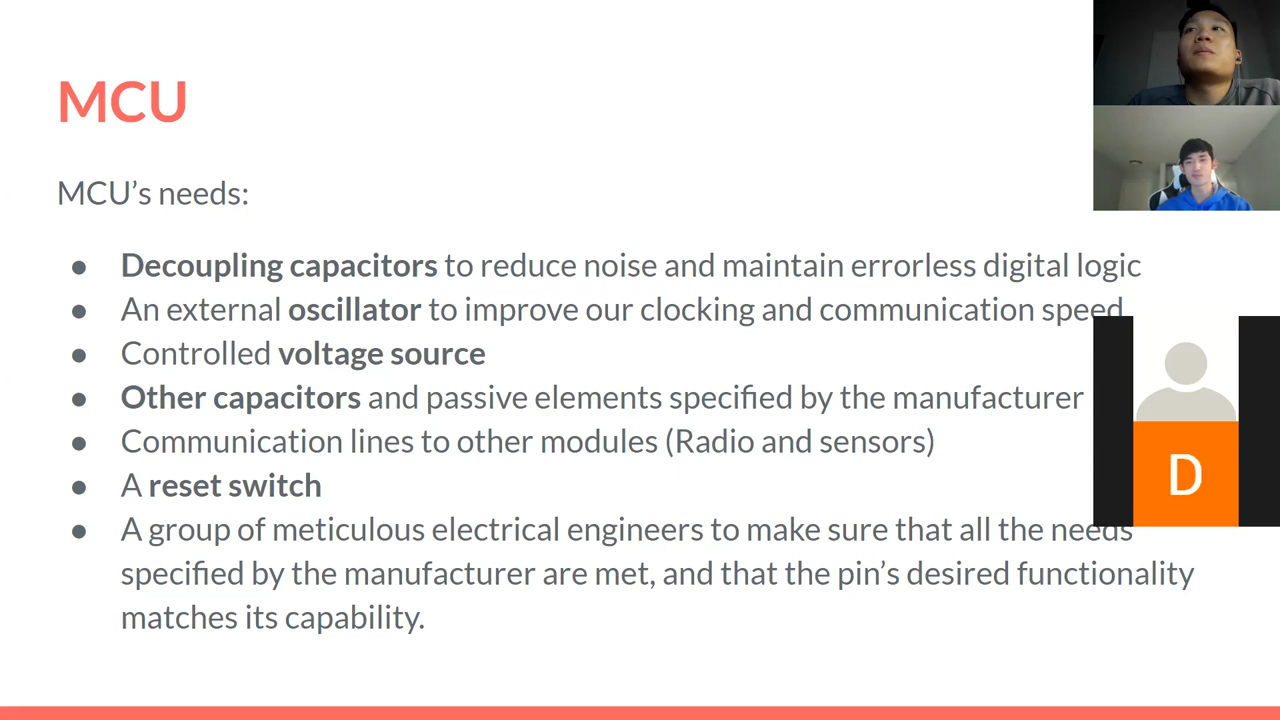 MCU
MCU’s needs:
● Decoupling capacitors to reduce noise and maintain errorless digital logic
● An external oscillator to improve our clocking and communication speed
● Controlled voltage source
● Other capacitors and passive elements specified by the manufacturer
● Communication lines to other modules (Radio and sensors)
● A reset switch
● A group of meticulous electrical engineers to make sure that all the needs
specified by the manufacturer are met, and that the pin’s desired functionality
matches its capability.
D